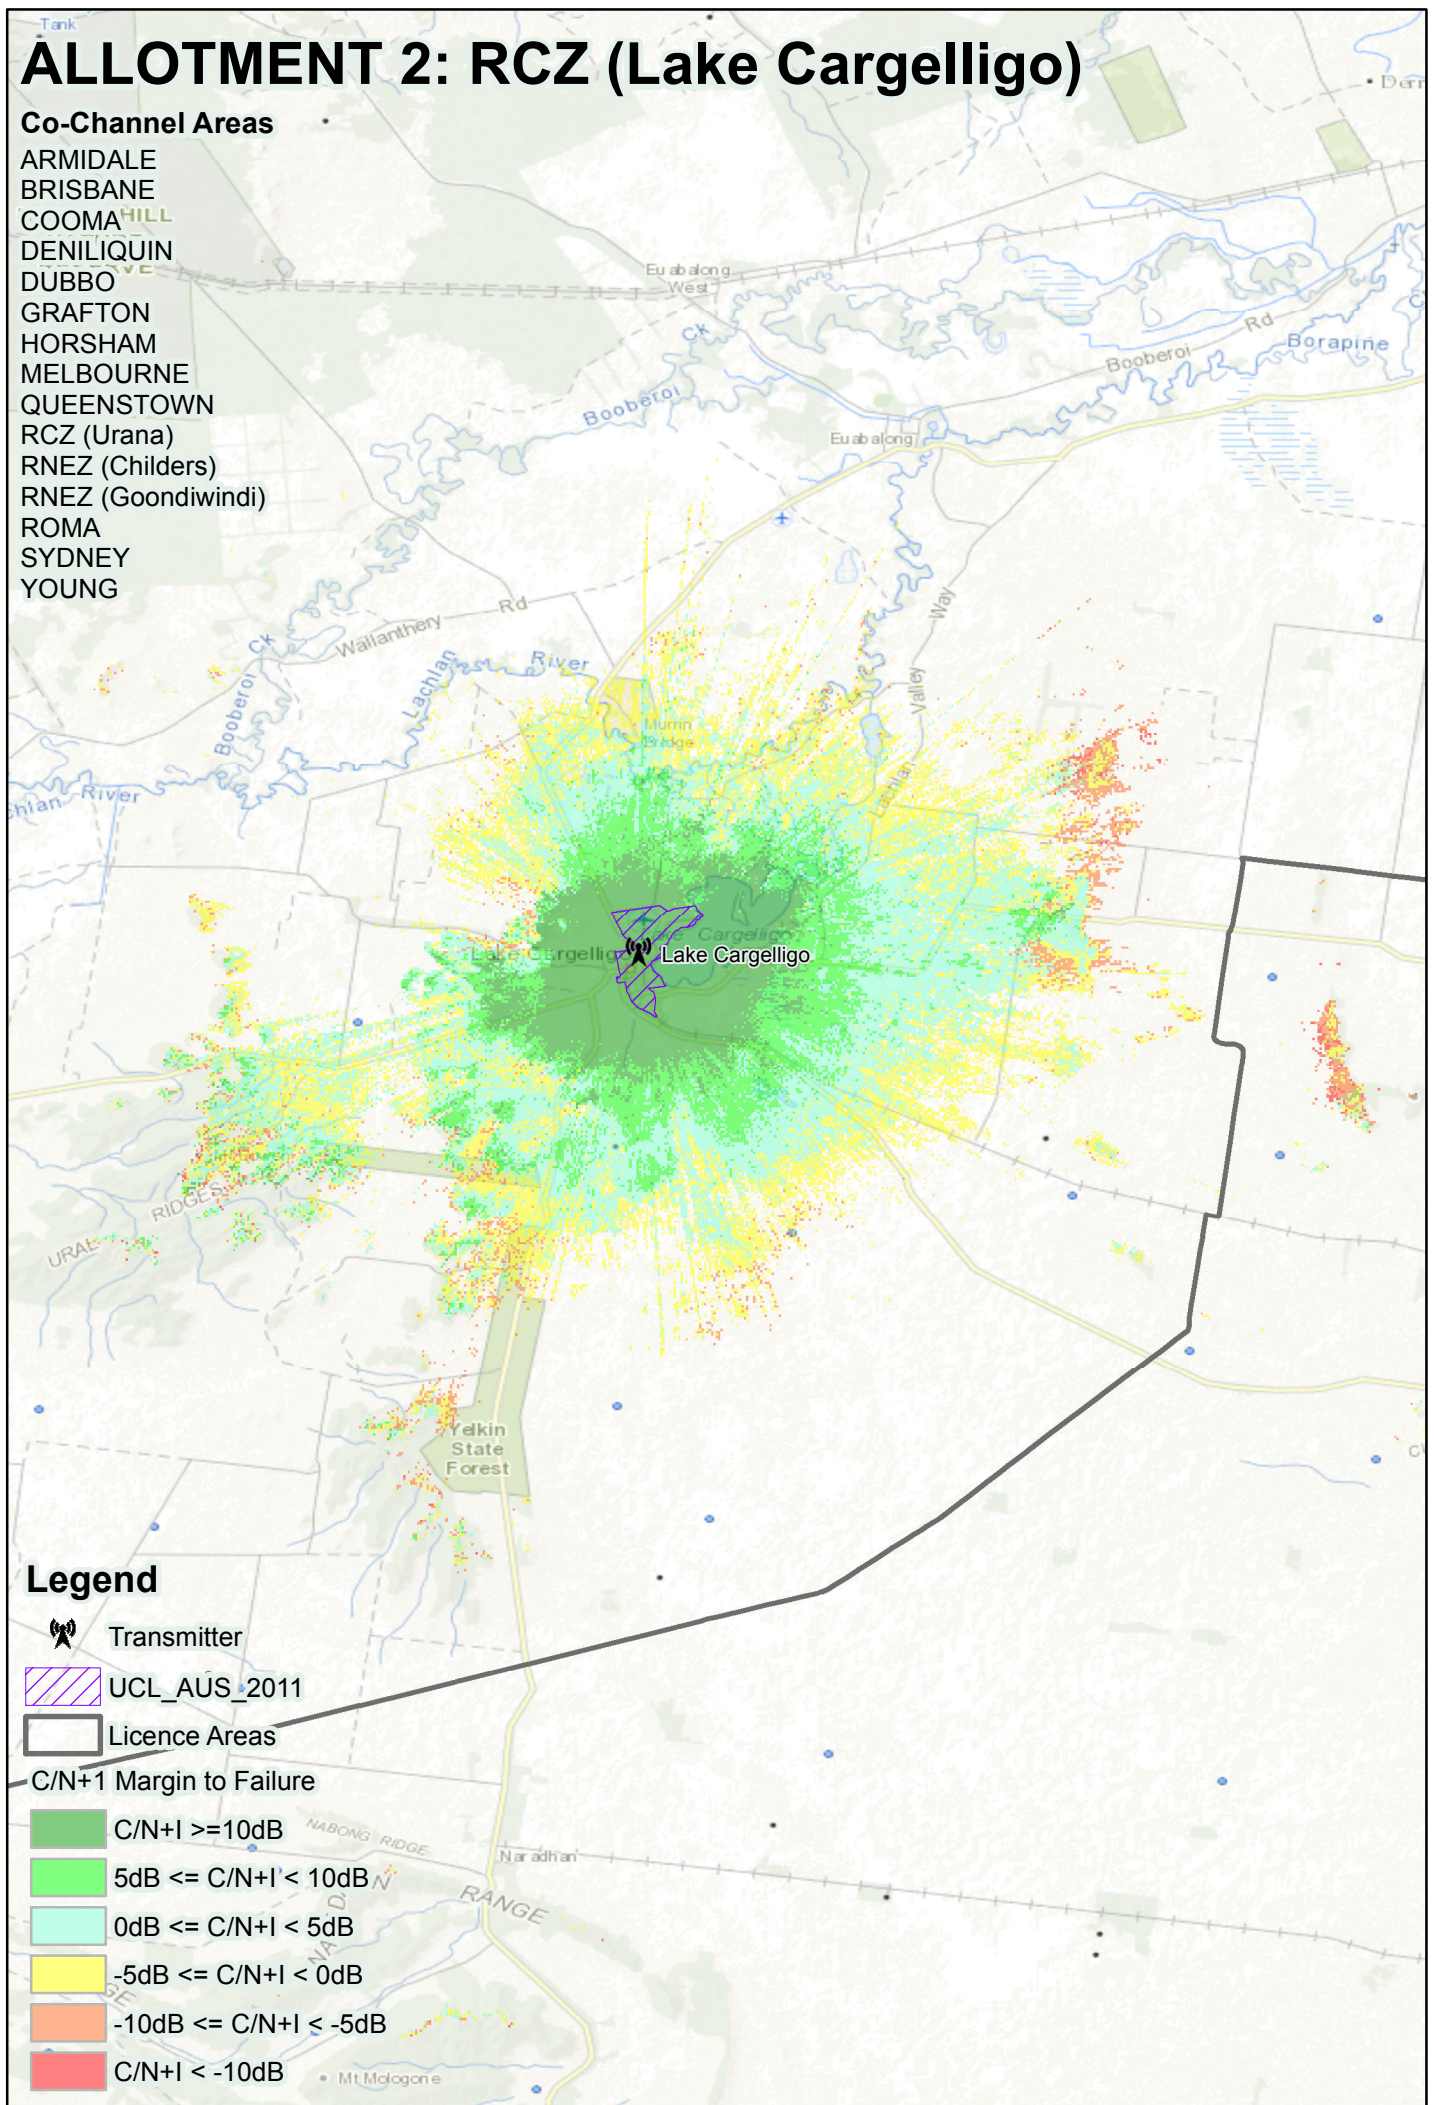 Tank
ALLOTMENT 2: RCZ (Lake Cargelligo)
Co-Channel Areas
ARMIDALE
BRISBANE
COOMA
HILL
DENILIQUIN
DUBBO
GRAFTON
HORSHAM
MELBOURNE
QUEENSTOWN
RCZ (Urana)
RNEZ (Childers)
RNEZ (Goondiwindi)
ROMA
SYDNEY
YOUNG
Euabalong
West
Ck
Booberoi
Booberoi Rd
Borapine
Euabalong
Wallanthery Rd
Booberoi Ck
Lachlan River
Lachlan Valley Way
River
Murrin
Bridge
Lake Cargelligo
Lake Cargelligo
URAL RIDGES
Yelkin
State
Forest
Legend
Transmitter
UCL_AUS_2011
Licence Areas
C/N+1 Margin to Failure
C/N+I >=10dB
5dB <= C/N+I < 10dB
0dB <= C/N+I < 5dB
-5dB <= C/N+I < 0dB
-10dB <= C/N+I < -5dB
C/N+I < -10dB
NABONG RIDGE
Naradhan
RANGE
Mt Mologone